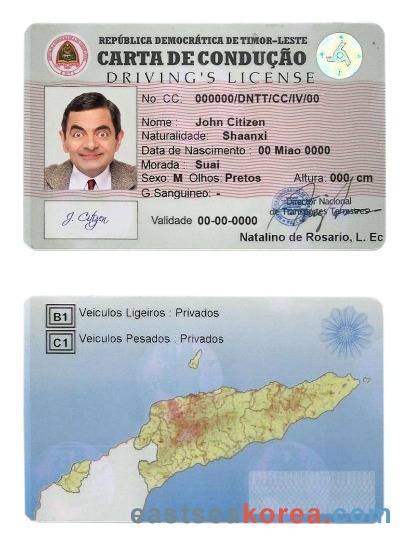 REPÚBLICA DEMOCRÁTICA DE TIMOR-LESTE
CARTA DE CONDUÇÃO
DRIVING'S LICENSE
No. CC. 000000/DNTT/CC/IV/00
Nome : John Citizen
Naturalidade: Shaanxi
Data de Nascimento : 00 Miao 0000
Morada : Suai
Sexo: M Olhos: Pretos Altura: 000 cm
G.Sanguineo: -
J. Citizen
Director Nacional
de Transportes Terrestres
Validade 00-00-0000
Natalino de Rosario, L. Ec
B1 Veiculos Ligeiros : Privados
C1 Veiculos Pesados : Privados
eastseakorea.com